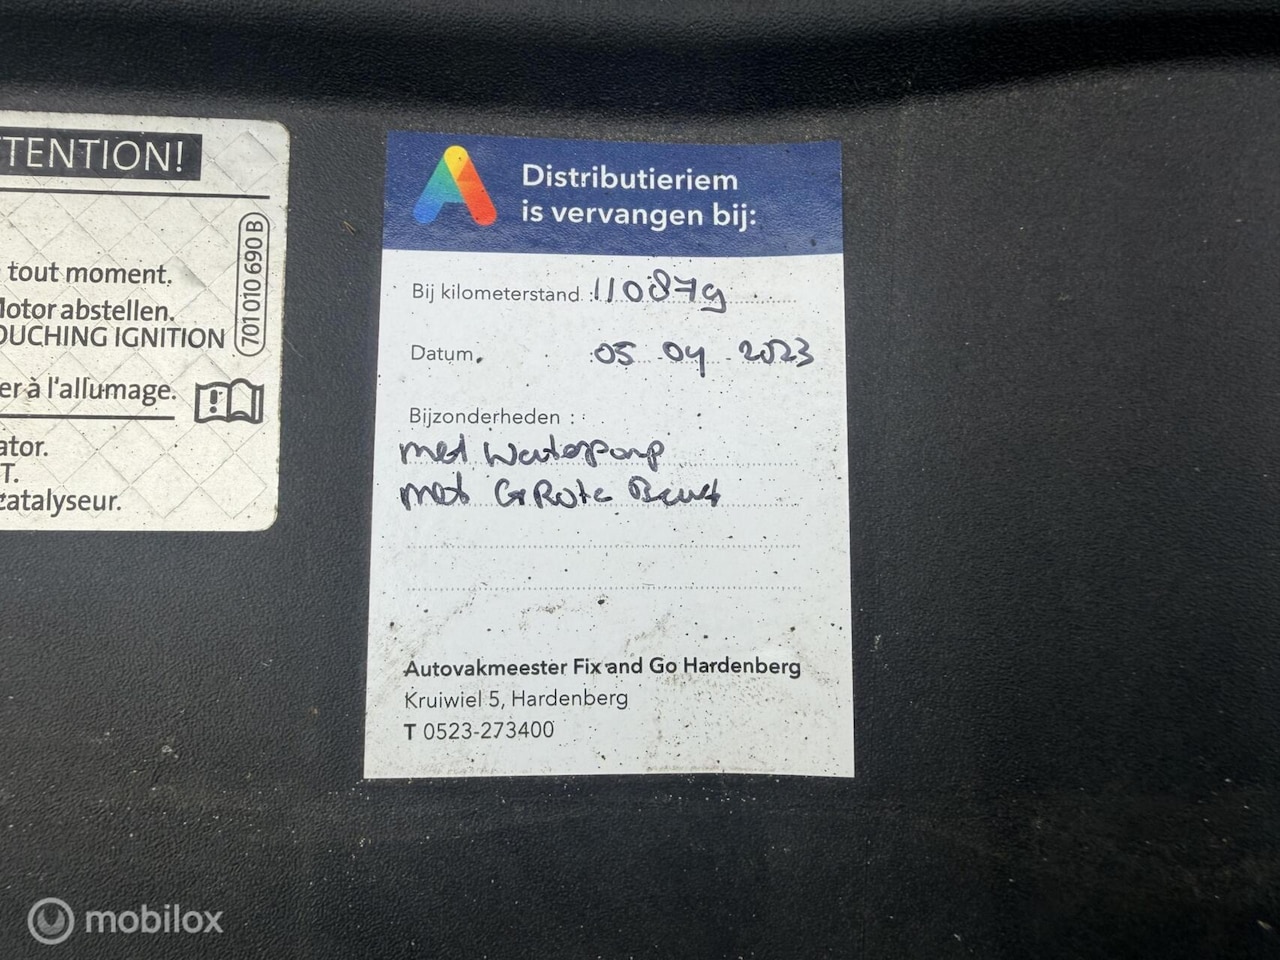 TTENTION!
tout moment.
Motor abstellen.
OUCHING IGNITION
er à l'allumage.
ator.
T.
catalyseur.
701 010 690 B
Distributieriem
is vervangen bij:
Bij kilometerstand : 110879
Datum. : 05 04 2023
Bijzonderheden :
met Waterpomp
met GRote Beurt
Autovakmeester Fix and Go Hardenberg
Kruiwiel 5, Hardenberg
T 0523-273400
mobilox